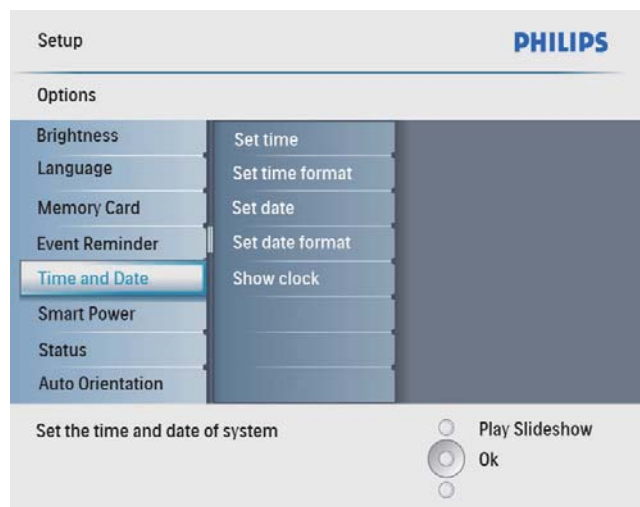 Setup
PHILIPS
Options
Brightness
Language
Memory Card
Event Reminder
Time and Date
Smart Power
Status
Auto Orientation
Set time
Set time format
Set date
Set date format
Show clock
Set the time and date of system
Play Slideshow
Ok